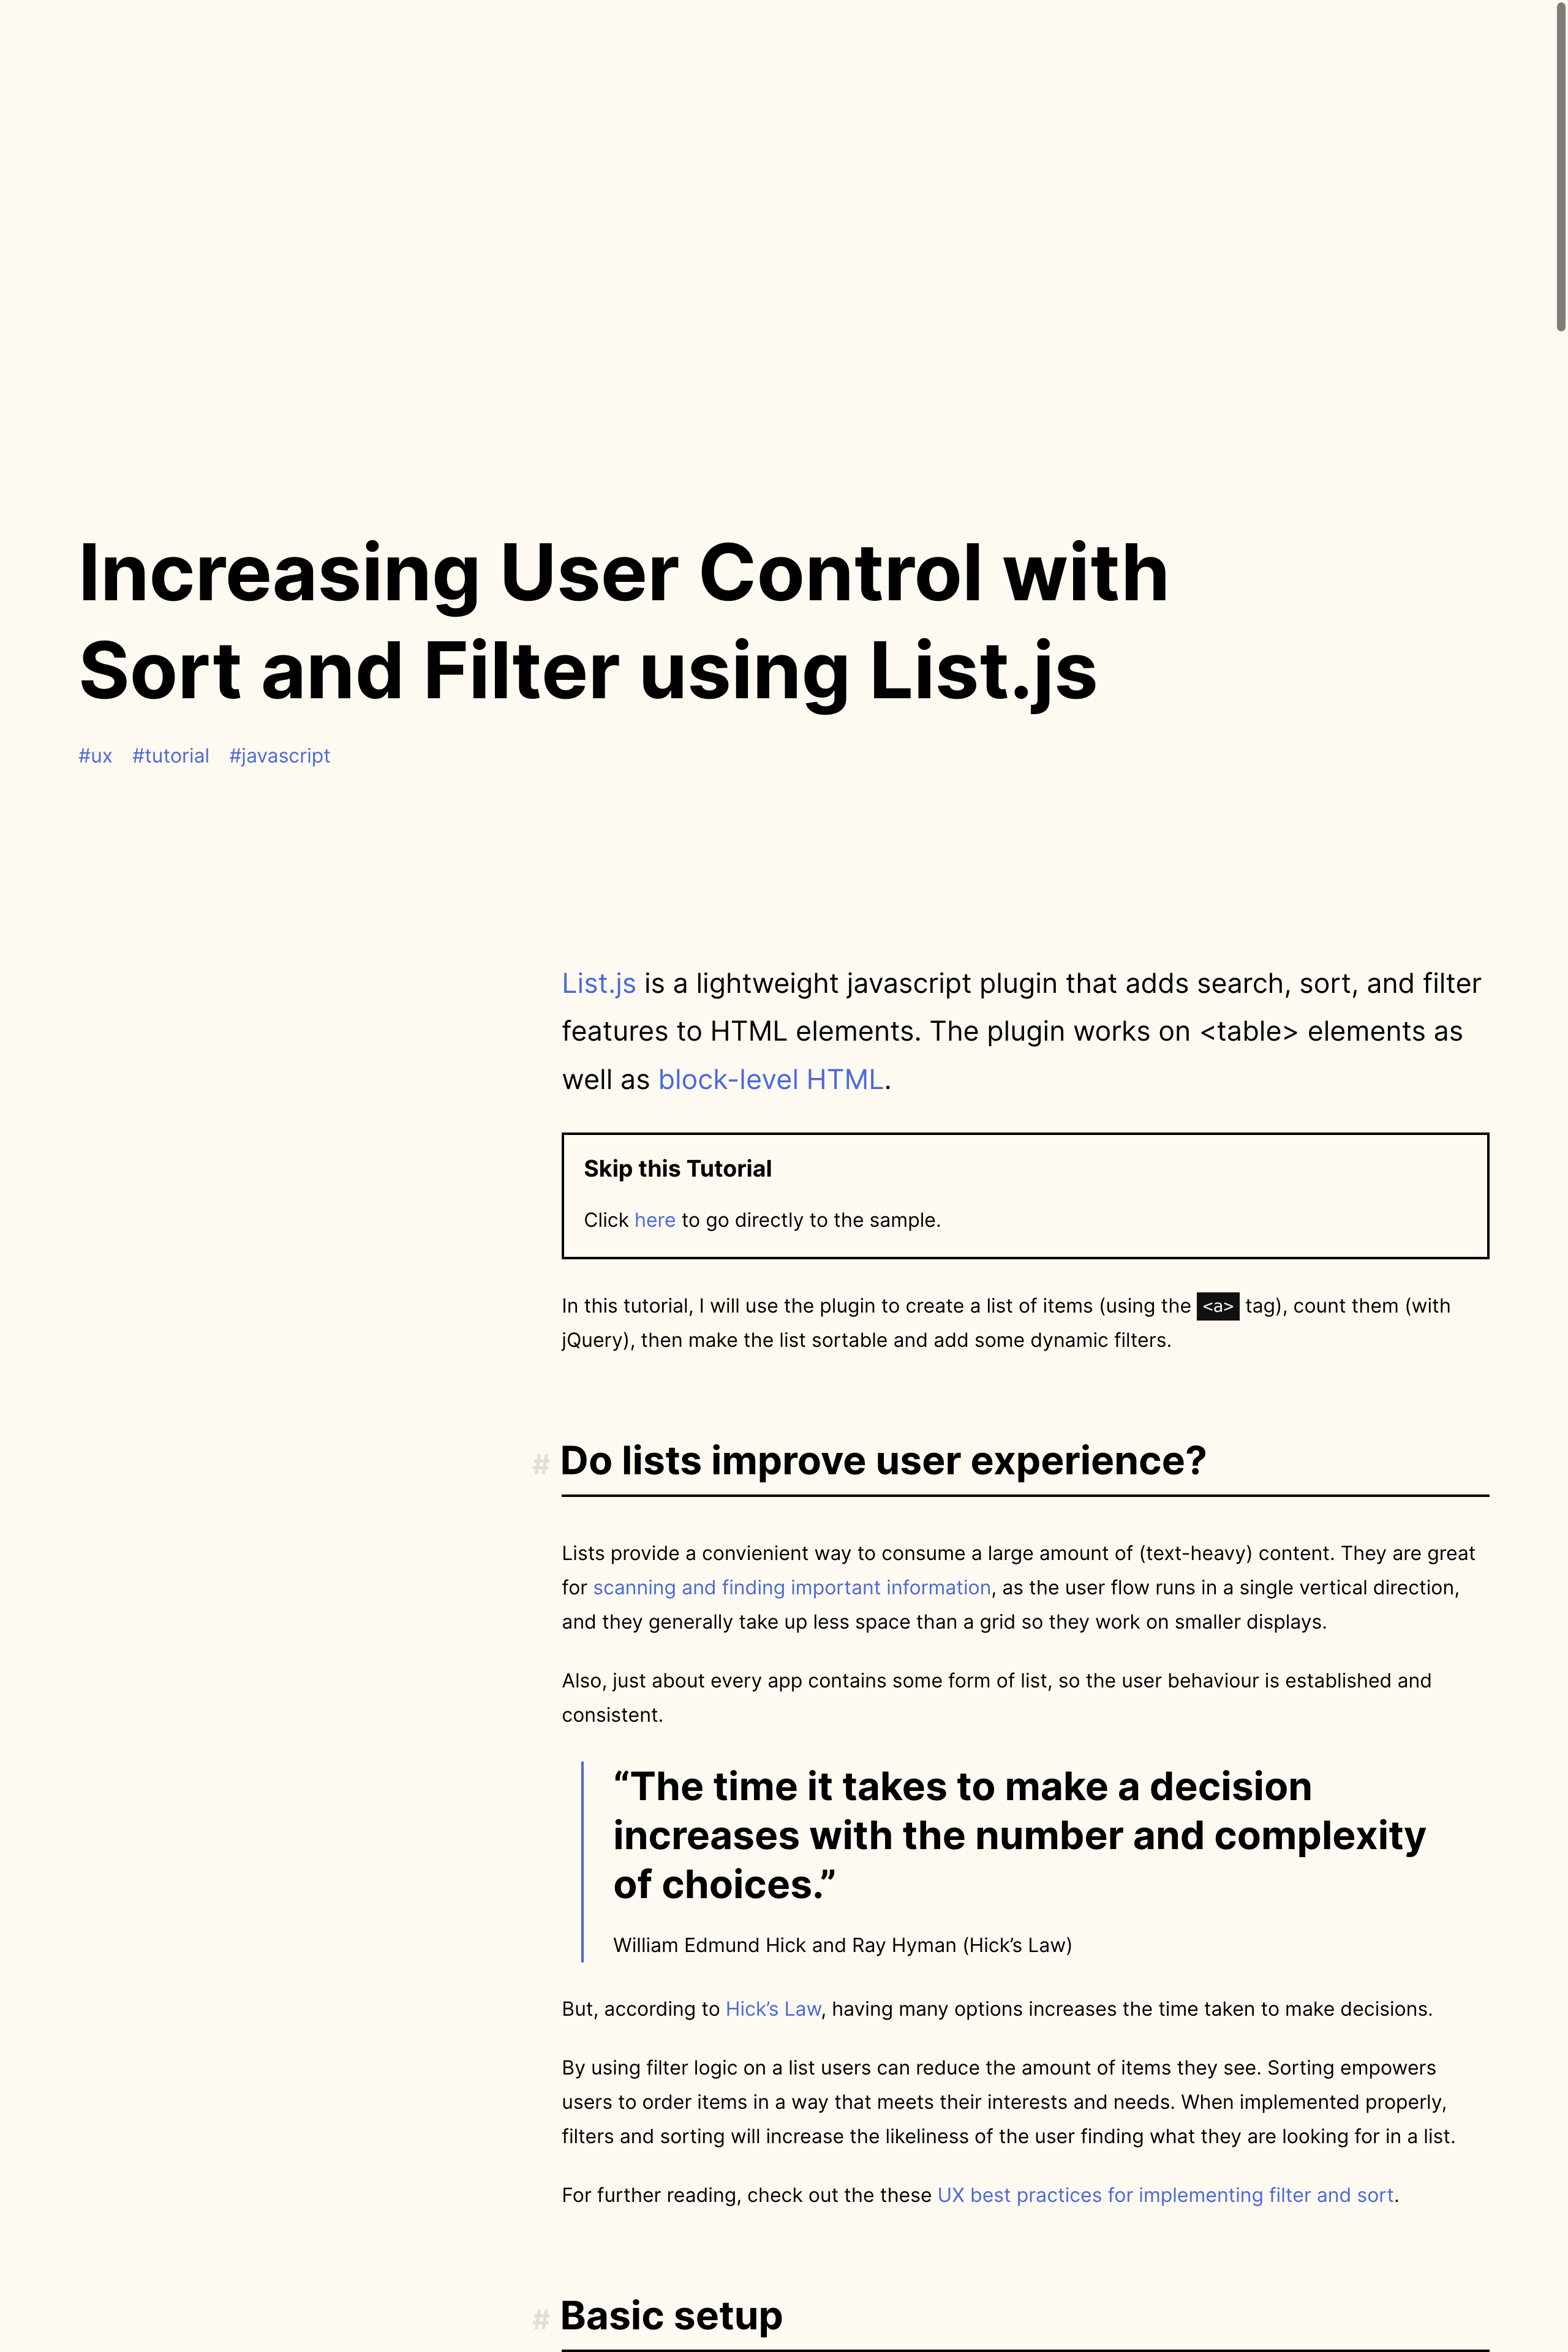 Increasing User Control with
Sort and Filter using List.js
#ux #tutorial #javascript
List.js is a lightweight javascript plugin that adds search, sort, and filter
features to HTML elements. The plugin works on <table> elements as
well as block-level HTML.
Skip this Tutorial
Click here to go directly to the sample.
In this tutorial, I will use the plugin to create a list of items (using the <a> tag), count them (with
jQuery), then make the list sortable and add some dynamic filters.
# Do lists improve user experience?
Lists provide a convienient way to consume a large amount of (text-heavy) content. They are great
for scanning and finding important information, as the user flow runs in a single vertical direction,
and they generally take up less space than a grid so they work on smaller displays.
Also, just about every app contains some form of list, so the user behaviour is established and
consistent.
“The time it takes to make a decision
increases with the number and complexity
of choices.”
William Edmund Hick and Ray Hyman (Hick’s Law)
But, according to Hick’s Law, having many options increases the time taken to make decisions.
By using filter logic on a list users can reduce the amount of items they see. Sorting empowers
users to order items in a way that meets their interests and needs. When implemented properly,
filters and sorting will increase the likeliness of the user finding what they are looking for in a list.
For further reading, check out the these UX best practices for implementing filter and sort.
# Basic setup